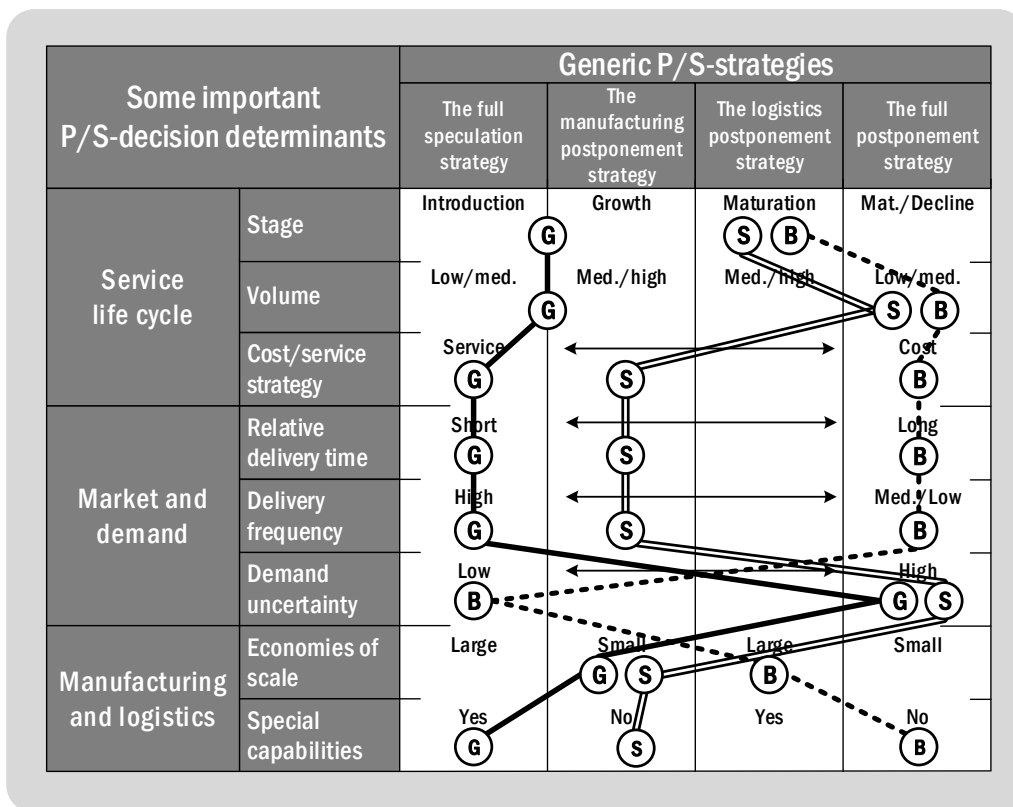 Some important
P/S-decision determinants
Generic P/S-strategies
The full
speculation
strategy
The
manufacturing
postponement
strategy
The logistics
postponement
strategy
The full
postponement
strategy
Service
life cycle
Stage
Introduction
Growth
Maturation
Mat./Decline
G
S
B
Volume
Low/med.
Med./high
Med./high
Low/med.
G
S
B
Cost/service
strategy
Service
Cost
G
S
B
Market and
demand
Relative
delivery time
Short
Long
G
S
B
Delivery
frequency
High
Med./Low
G
S
B
Demand
uncertainty
Low
High
B
G
S
Manufacturing
and logistics
Economies of
scale
Large
Small
Large
Small
G
S
B
Special
capabilities
Yes
No
Yes
No
G
S
B